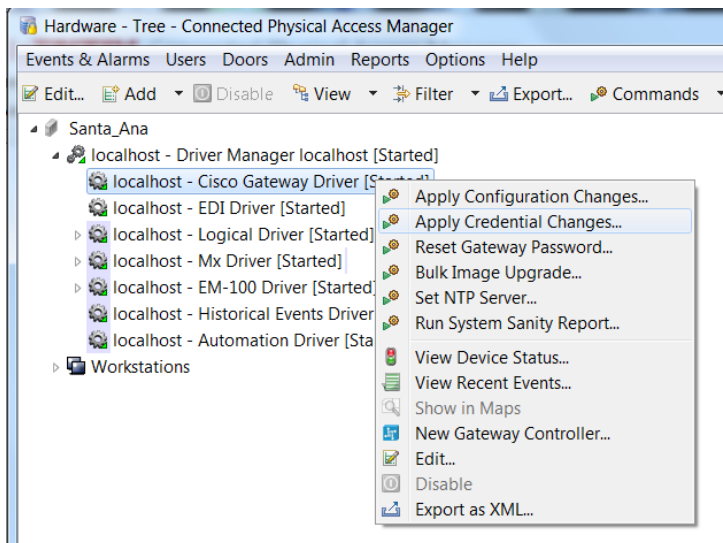 Hardware - Tree - Connected Physical Access Manager
Events & Alarms Users Doors Admin Reports Options Help
Edit... Add Disable View Filter Export... Commands
Santa_Ana
localhost - Driver Manager localhost [Started]
localhost - Cisco Gateway Driver [Started]
localhost - EDI Driver [Started]
localhost - Logical Driver [Started]
localhost - Mx Driver [Started]
localhost - EM-100 Driver [Started
localhost - Historical Events Driver
localhost - Automation Driver [Sta
Workstations
Apply Configuration Changes...
Apply Credential Changes...
Reset Gateway Password...
Bulk Image Upgrade...
Set NTP Server...
Run System Sanity Report...
View Device Status...
View Recent Events...
Show in Maps
New Gateway Controller...
Edit...
Disable
Export as XML...